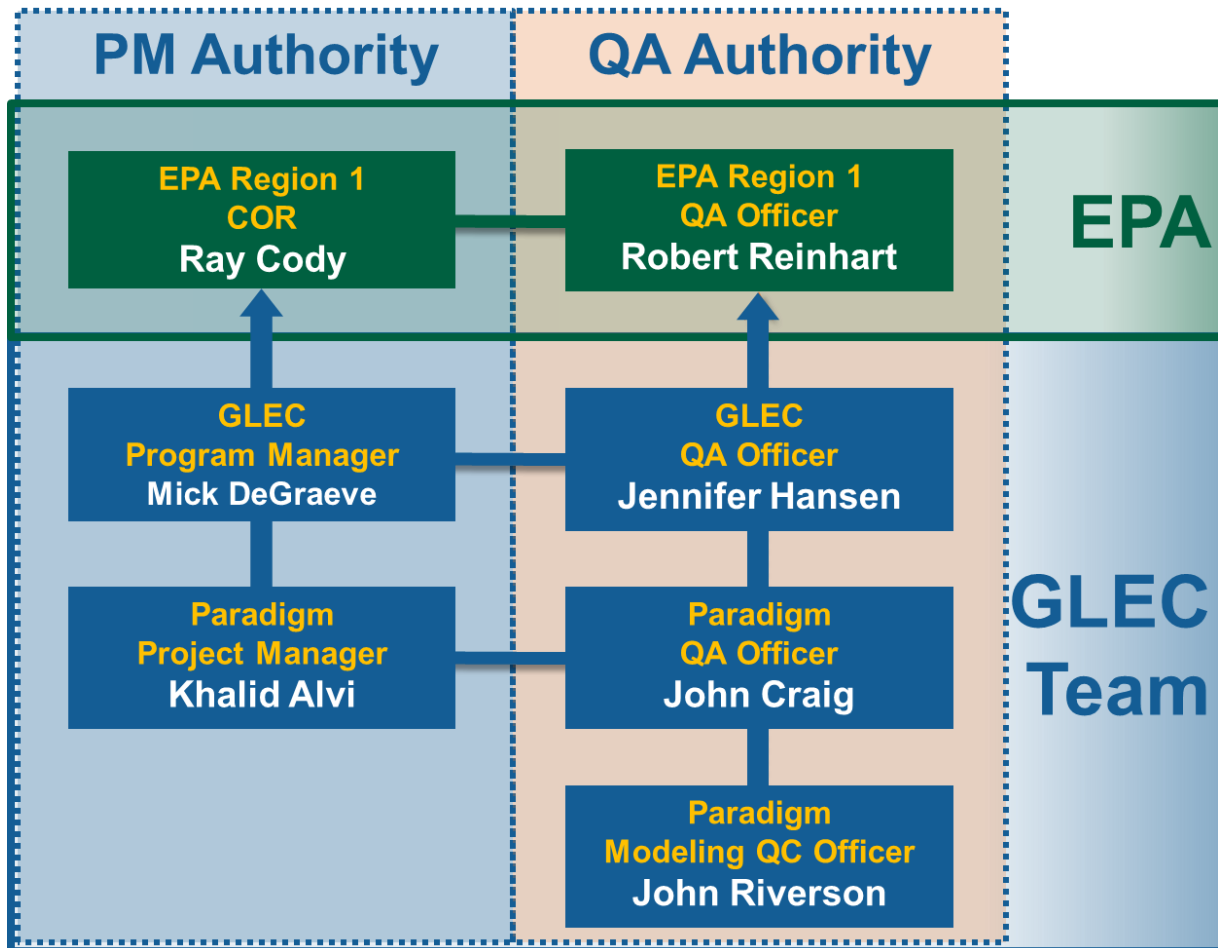 PM Authority
QA Authority
EPA Region 1
COR
Ray Cody
EPA Region 1
QA Officer
Robert Reinhart
EPA
GLEC
Program Manager
Mick DeGraeve
GLEC
QA Officer
Jennifer Hansen
Paradigm
Project Manager
Khalid Alvi
Paradigm
QA Officer
John Craig
GLEC
Team
Paradigm
Modeling QC Officer
John Riverson